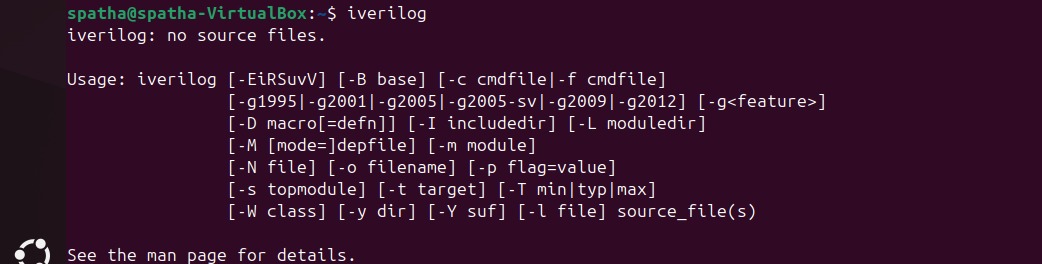 spatha@spatha-VirtualBox:~$ iverilog
iverilog: no source files.

Usage: iverilog [-EiRSuvV] [-B base] [-c cmdfile|-f cmdfile]
                [-g1995|-g2001|-g2005|-g2005-sv|-g2009|-g2012] [-g<feature>]
                [-D macro[=defn]] [-I includedir] [-L moduledir]
                [-M [mode=]depfile] [-m module]
                [-N file] [-o filename] [-p flag=value]
                [-s topmodule] [-t target] [-T min|typ|max]
                [-W class] [-y dir] [-Y suf] [-l file] source_file(s)

See the man page for details.